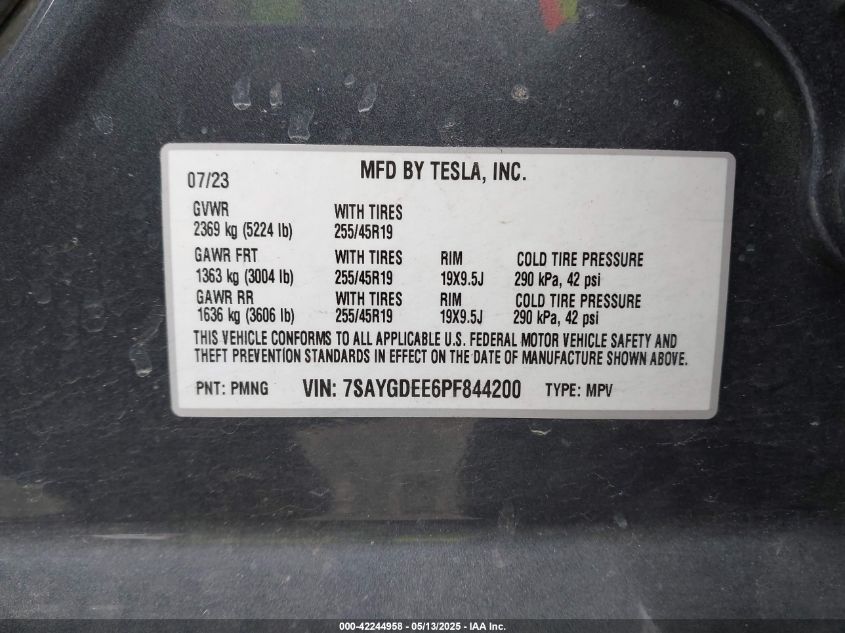 MFD BY TESLA, INC.
07/23
GVWR WITH TIRES
2369 kg (5224 lb) 255/45R19
GAWR FRT WITH TIRES RIM COLD TIRE PRESSURE
1363 kg (3004 lb) 255/45R19 19X9.5J 290 kPa, 42 psi
GAWR RR WITH TIRES RIM COLD TIRE PRESSURE
1636 kg (3606 lb) 255/45R19 19X9.5J 290 kPa, 42 psi
THIS VEHICLE CONFORMS TO ALL APPLICABLE U.S. FEDERAL MOTOR VEHICLE SAFETY AND
THEFT PREVENTION STANDARDS IN EFFECT ON THE DATE OF MANUFACTURE SHOWN ABOVE.
PNT: PMNG VIN: 7SAYGDEE6PF844200 TYPE: MPV
000-42244958 - 05/13/2025 - IAA Inc.